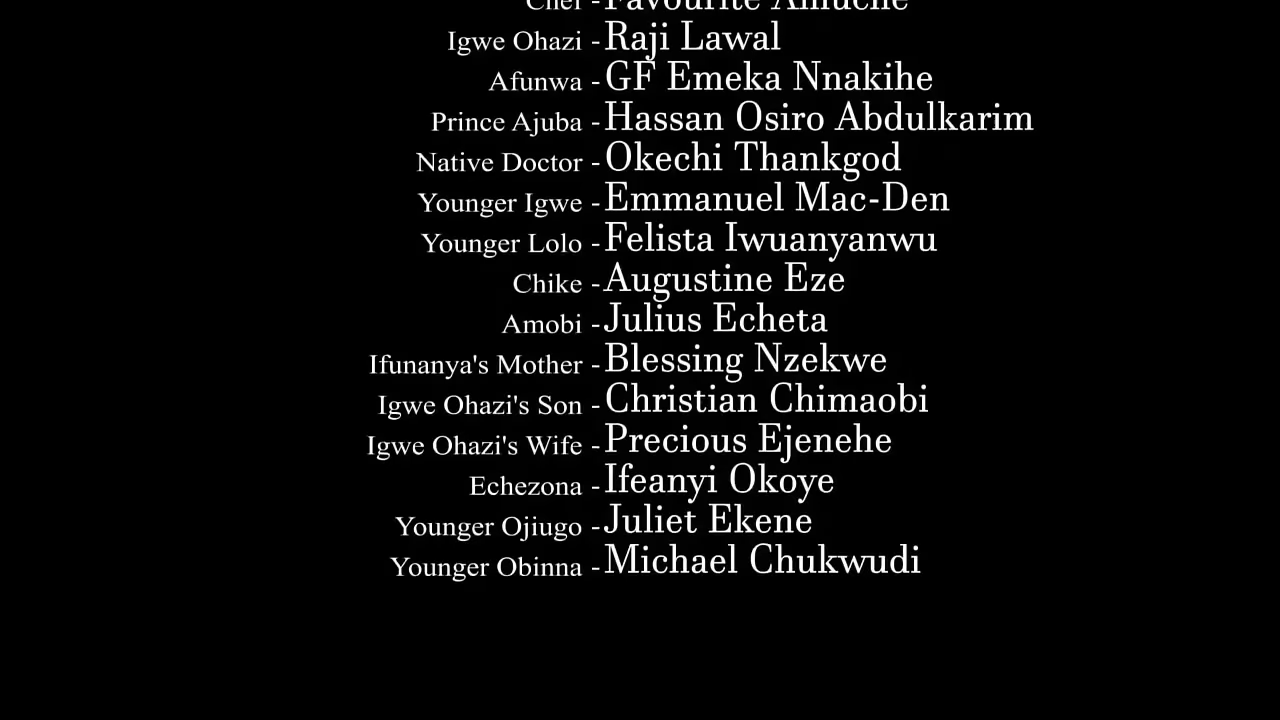 Chef - Favourite Amuche
Igwe Ohazi - Raji Lawal
Afunwa - GF Emeka Nnakihe
Prince Ajuba - Hassan Osiro Abdulkarim
Native Doctor - Okechi Thankgod
Younger Igwe - Emmanuel Mac-Den
Younger Lolo - Felista Iwuanyanwu
Chike - Augustine Eze
Amobi - Julius Echeta
Ifunanya's Mother - Blessing Nzekwe
Igwe Ohazi's Son - Christian Chimaobi
Igwe Ohazi's Wife - Precious Ejenehe
Echezona - Ifeanyi Okoye
Younger Ojiugo - Juliet Ekene
Younger Obinna - Michael Chukwudi